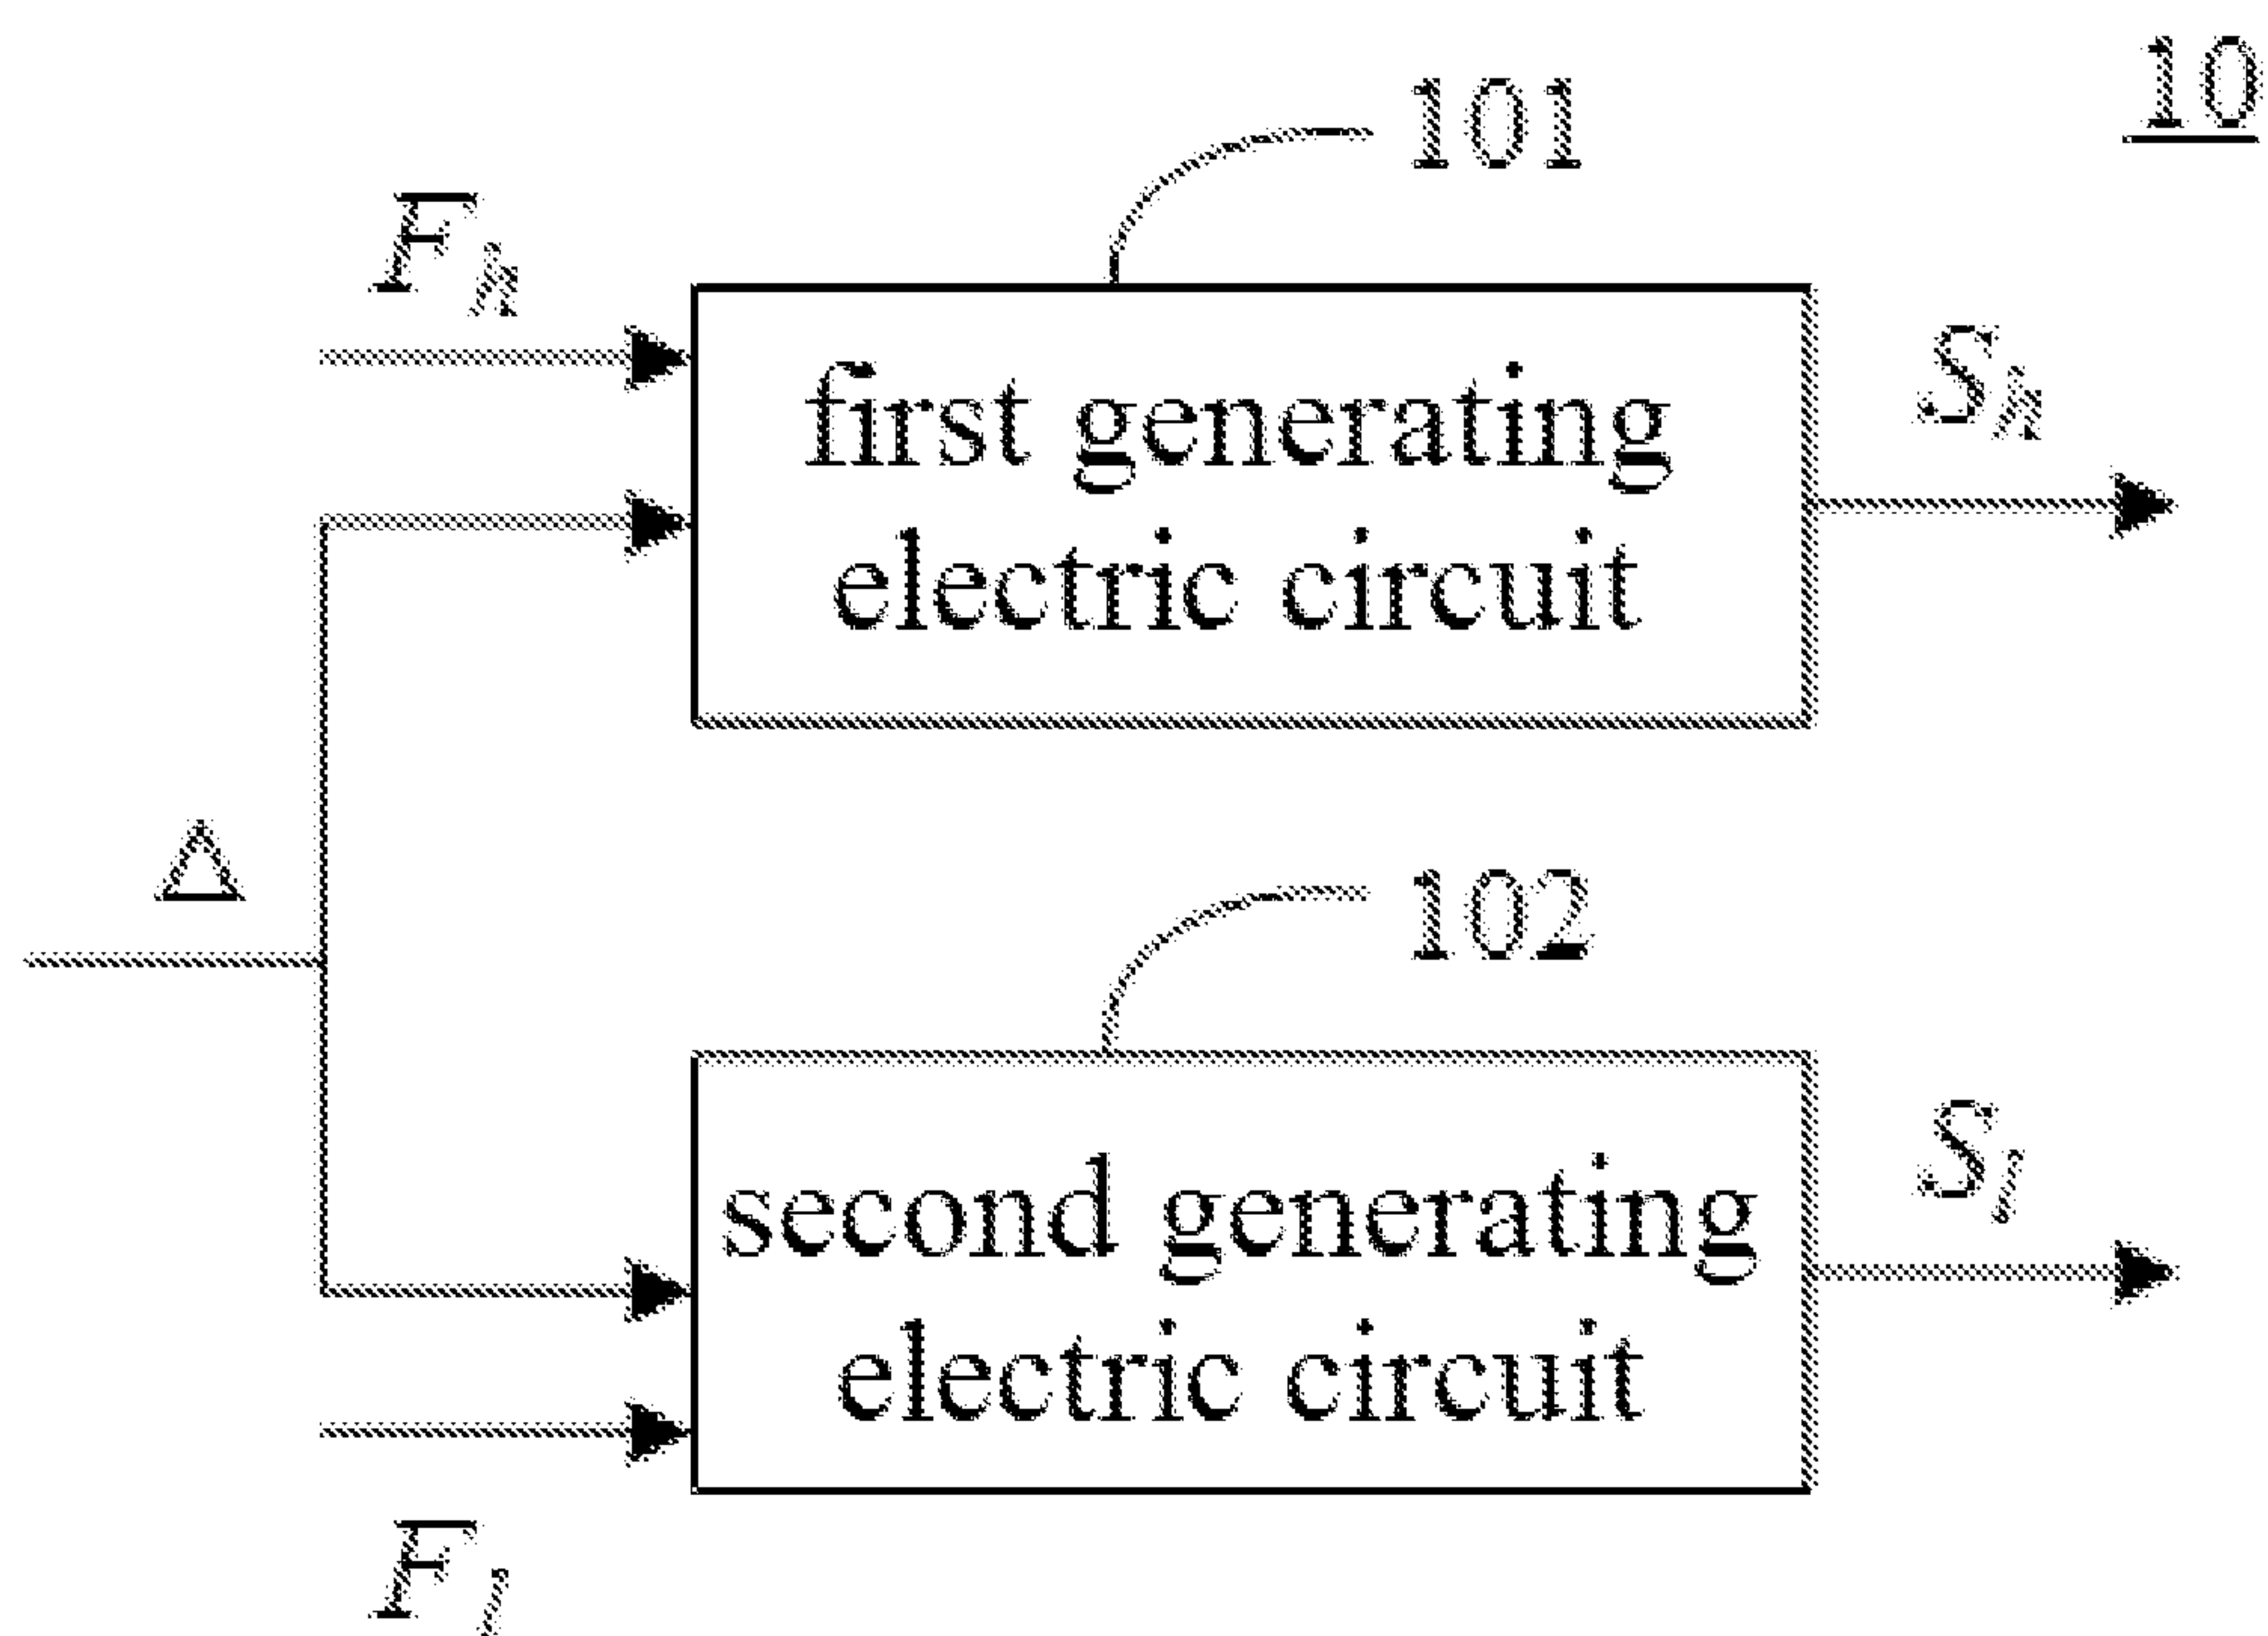 10
101
F_h
first generating
electric circuit
S_h
Δ
102
second generating
electric circuit
S_l
F_l